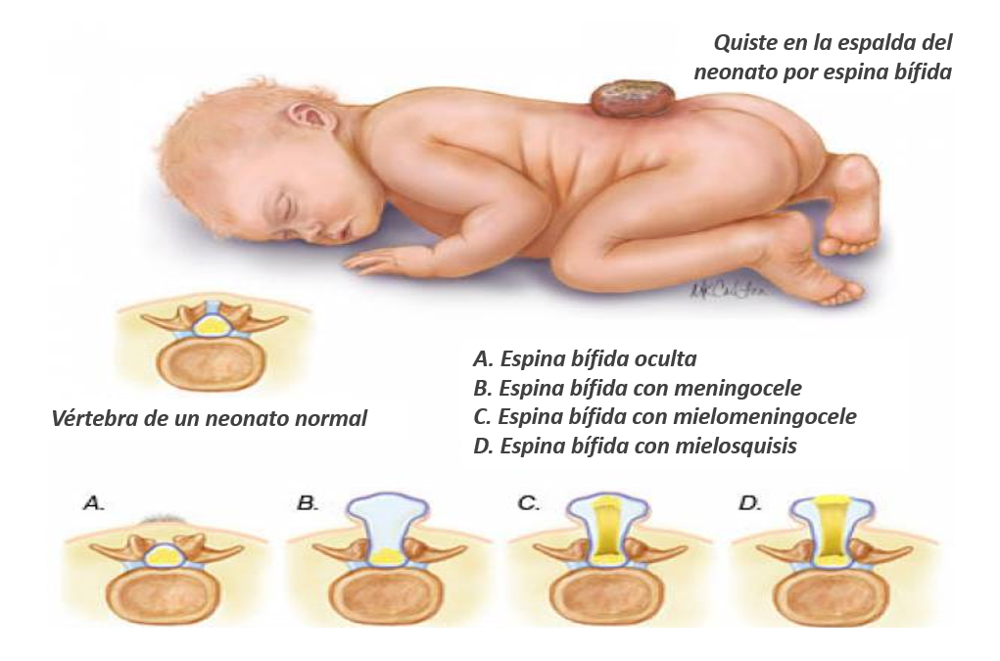 Quiste en la espalda del
neonato por espina bífida
Vértebra de un neonato normal
A. Espina bífida oculta
B. Espina bífida con meningocele
C. Espina bífida con mielomeningocele
D. Espina bífida con mielosquisis
A.
B.
C.
D.